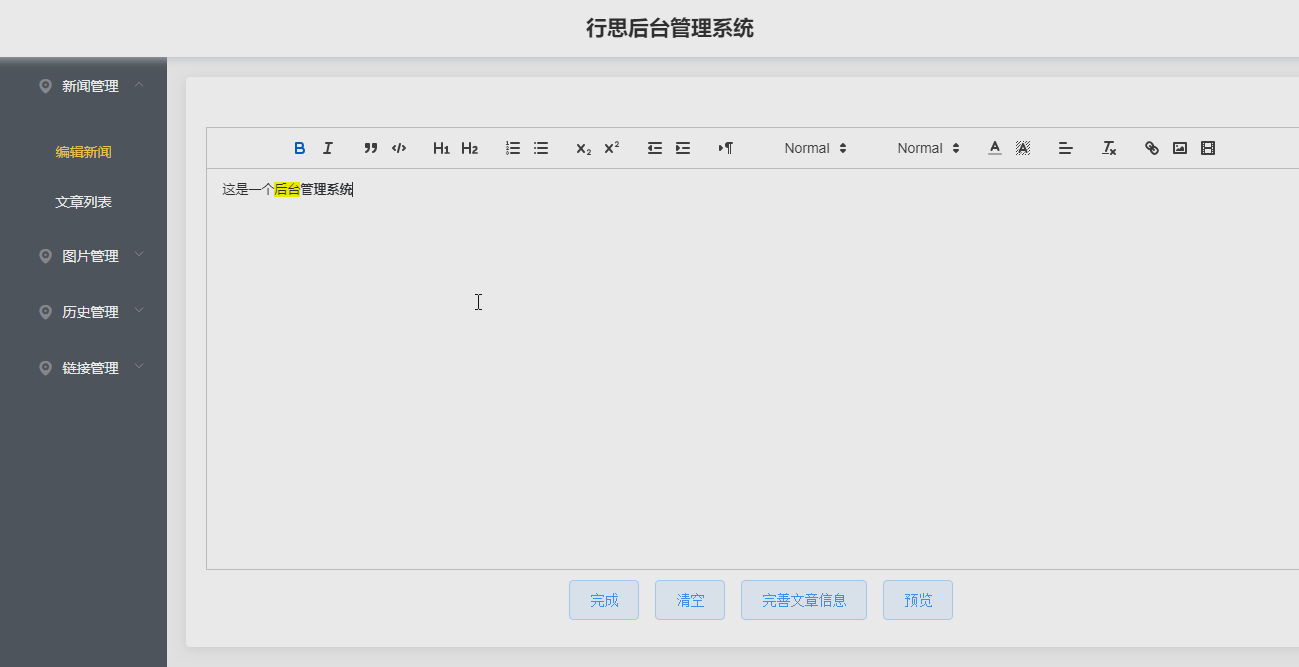 行思后台管理系统
新闻管理
编辑新闻
文章列表
图片管理
历史管理
链接管理
B I ” </> H1 H2 x2 x2 Normal Normal A A Tx
这是一个后台管理系统
完成 清空 完善文章信息 预览